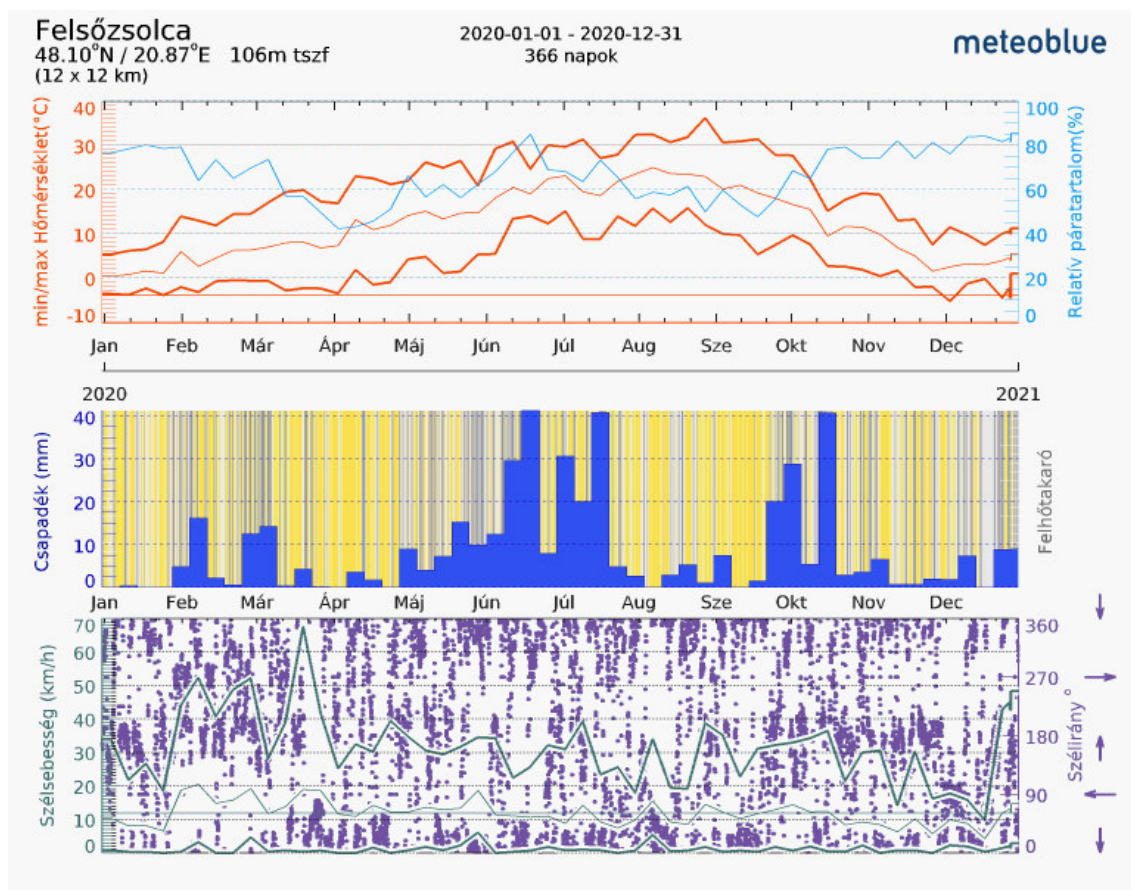 Felsőzsolca
48.10°N / 20.87°E 106m tszf
(12 x 12 km)
2020-01-01 - 2020-12-31
366 napok
meteoblue
min/max Hőmérséklet(°C)
40
30
20
10
0
-10
Relatív páratartalom(%)
100
80
60
40
20
0
Jan Feb Már Ápr Máj Jún Júl Aug Sze Okt Nov Dec
2020 2021
Csapadék (mm)
40
30
20
10
0
Felhőtakaró
Jan Feb Már Ápr Máj Jún Júl Aug Sze Okt Nov Dec
Szélsebesség (km/h)
70
60
50
40
30
20
10
0
Szélirány °
360
270
180
90
0